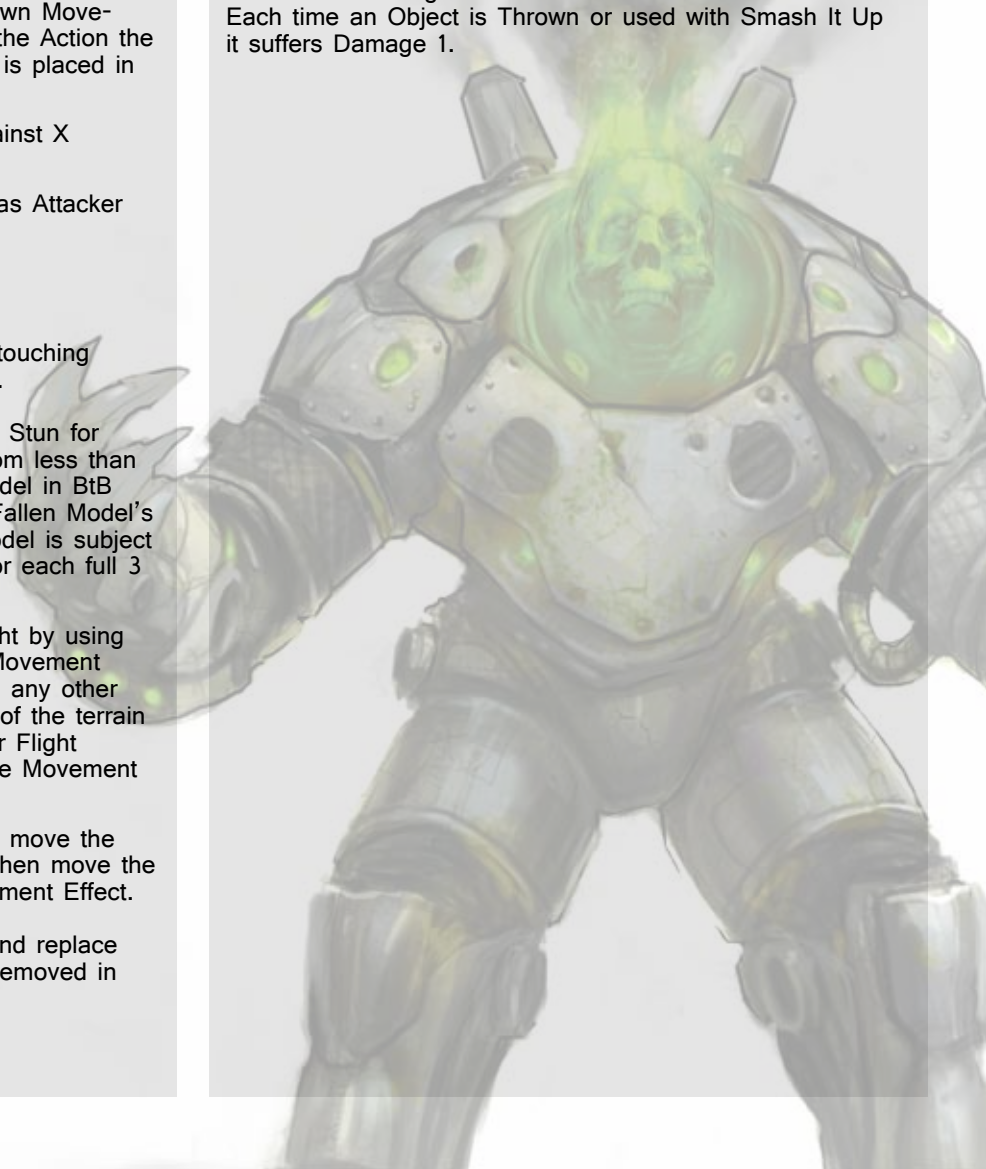 own Move-
the Action the
is placed in
ainst X
as Attacker
touching
.
Stun for
om less than
del in BtB
Fallen Model's
odel is subject
or each full 3
ht by using
Movement
any other
of the terrain
r Flight
e Movement
move the
hen move the
ment Effect.
nd replace
emoved in
Each time an Object is Thrown or used with Smash It Up
it suffers Damage 1.